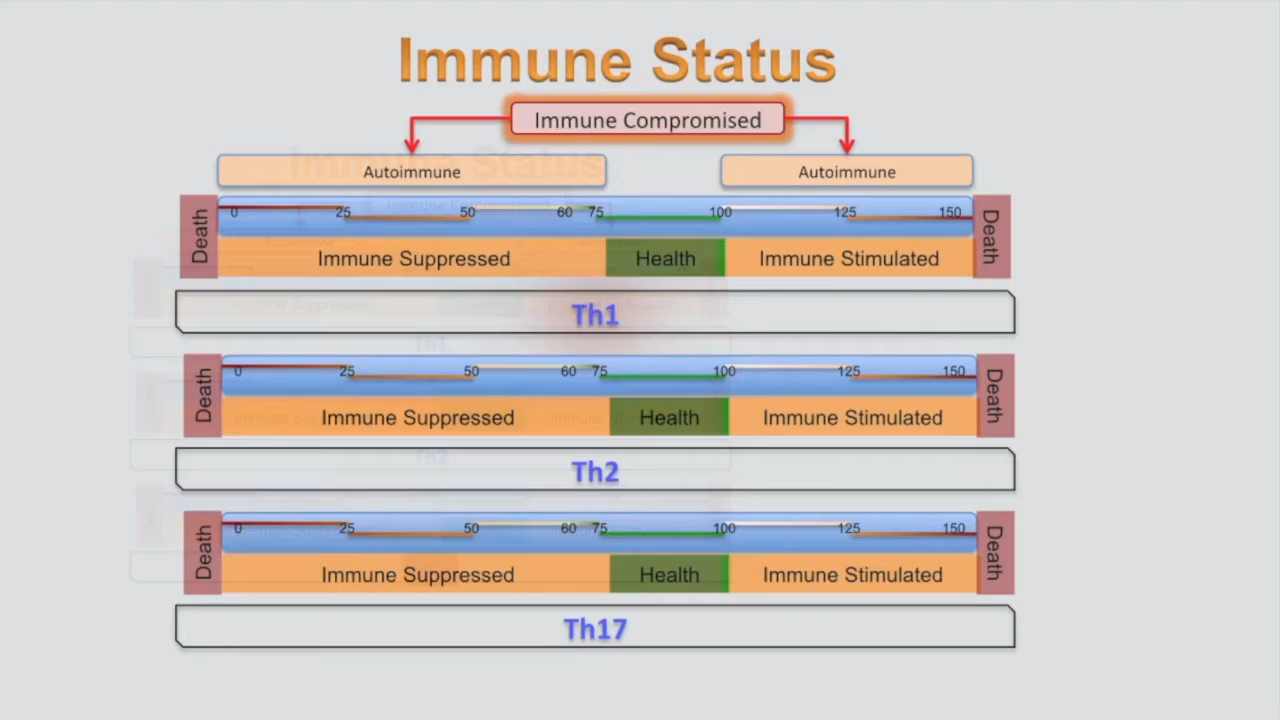 Immune Status
Immune Compromised
Autoimmune Autoimmune
Death 0 25 50 60 75 100 125 150 Death
Immune Suppressed Health Immune Stimulated
Th1
Death 0 25 50 60 75 100 125 150 Death
Immune Suppressed Health Immune Stimulated
Th2
Death 0 25 50 60 75 100 125 150 Death
Immune Suppressed Health Immune Stimulated
Th17